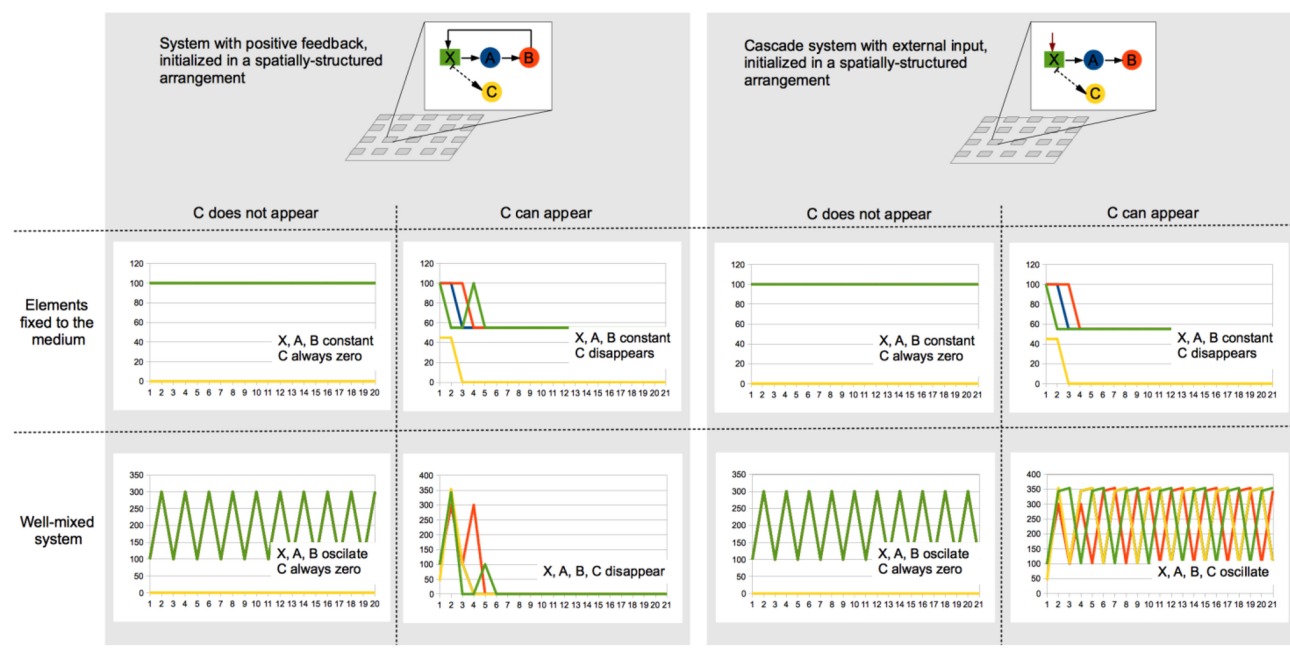 System with positive feedback,
initialized in a spatially-structured
arrangement
X
A
B
C
Cascade system with external input,
initialized in a spatially-structured
arrangement
X
A
B
C
C does not appear
C can appear
C does not appear
C can appear
Elements
fixed to the
medium
120
100
80
60
40
20
0
X, A, B constant
C always zero
1 2 3 4 5 6 7 8 9 10 11 12 13 14 15 16 17 18 19 20
120
100
80
60
40
20
0
X, A, B constant
C disappears
1 2 3 4 5 6 7 8 9 10 11 12 13 14 15 16 17 18 19 20 21
120
100
80
60
40
20
0
X, A, B constant
C always zero
1 2 3 4 5 6 7 8 9 10 11 12 13 14 15 16 17 18 19 20 21
120
100
80
60
40
20
0
X, A, B constant
C disappears
1 2 3 4 5 6 7 8 9 10 11 12 13 14 15 16 17 18 19 20 21
Well-mixed
system
350
300
250
200
150
100
50
0
X, A, B oscilate
C always zero
1 2 3 4 5 6 7 8 9 10 11 12 13 14 15 16 17 18 19 20
400
350
300
250
200
150
100
50
0
X, A, B, C disappear
1 2 3 4 5 6 7 8 9 10 11 12 13 14 15 16 17 18 19 20 21
350
300
250
200
150
100
50
0
X, A, B oscilate
C always zero
1 2 3 4 5 6 7 8 9 10 11 12 13 14 15 16 17 18 19 20 21
400
350
300
250
200
150
100
50
0
X, A, B, C oscillate
1 2 3 4 5 6 7 8 9 10 11 12 13 14 15 16 17 18 19 20 21